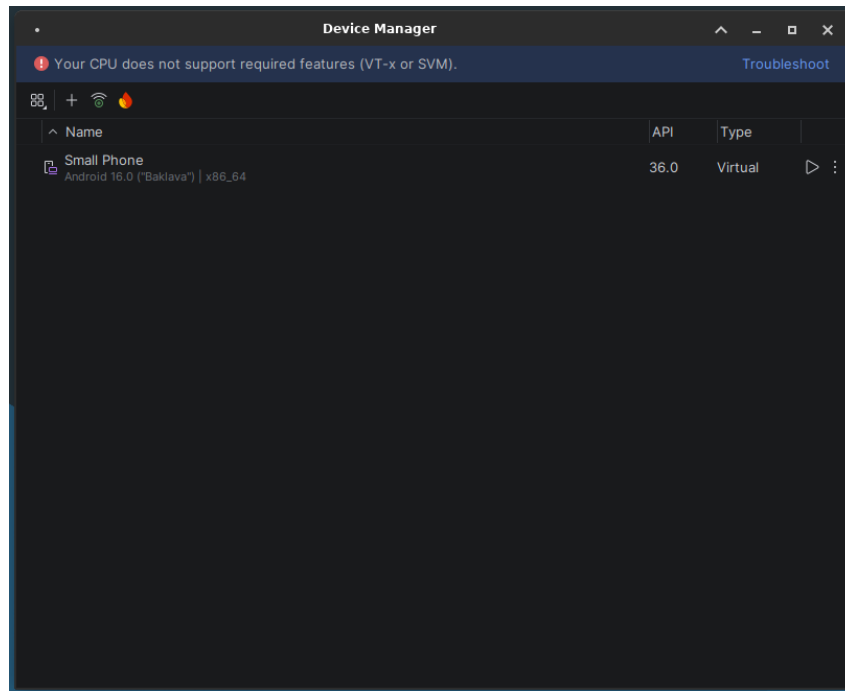 Device Manager
Your CPU does not support required features (VT-x or SVM). Troubleshoot
Name API Type
Small Phone 36.0 Virtual
Android 16.0 ("Baklava") | x86_64